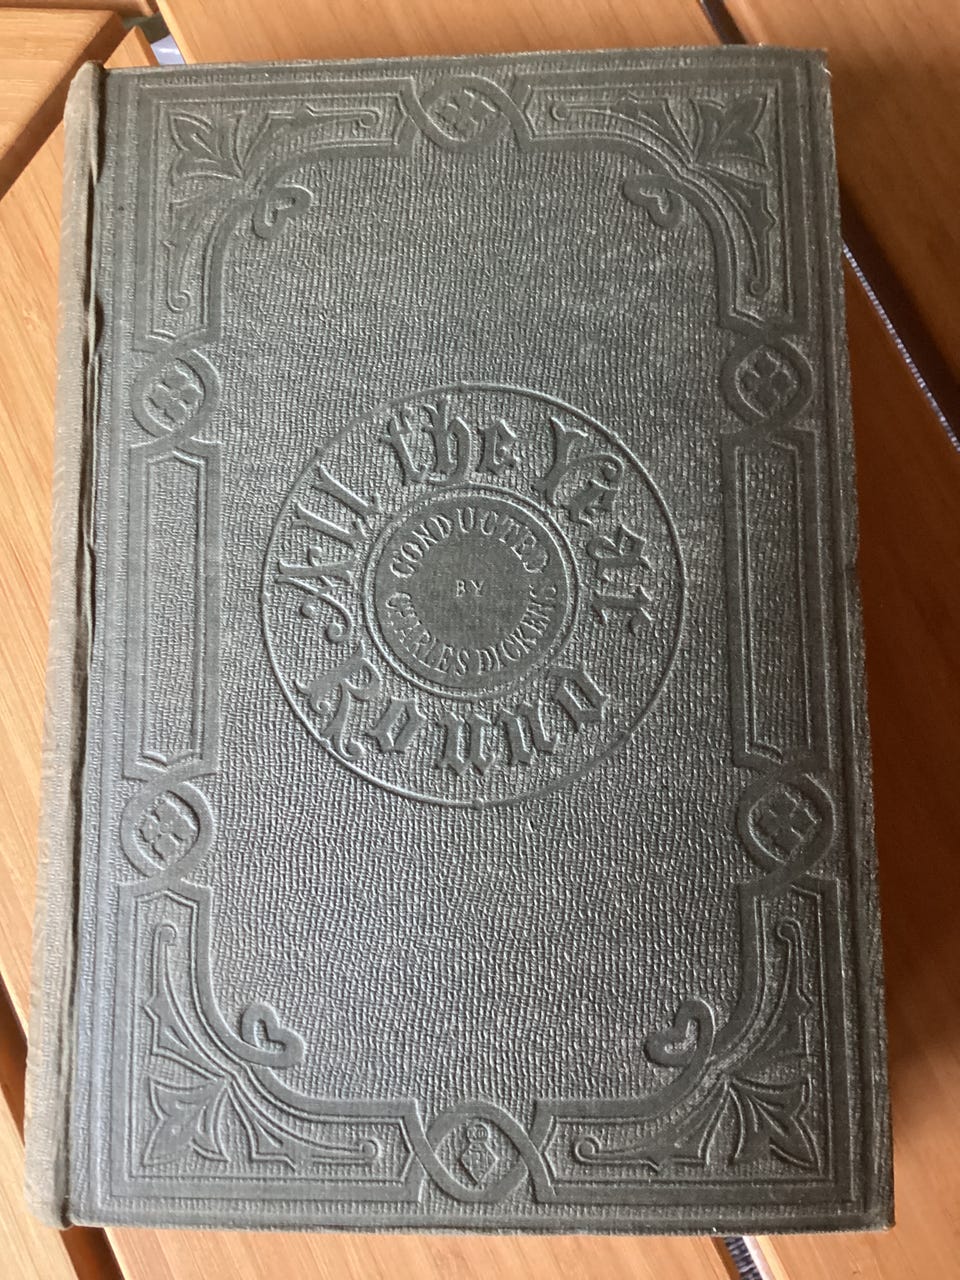 All the Year
Round
CONDUCTED
BY
CHARLES DICKENS